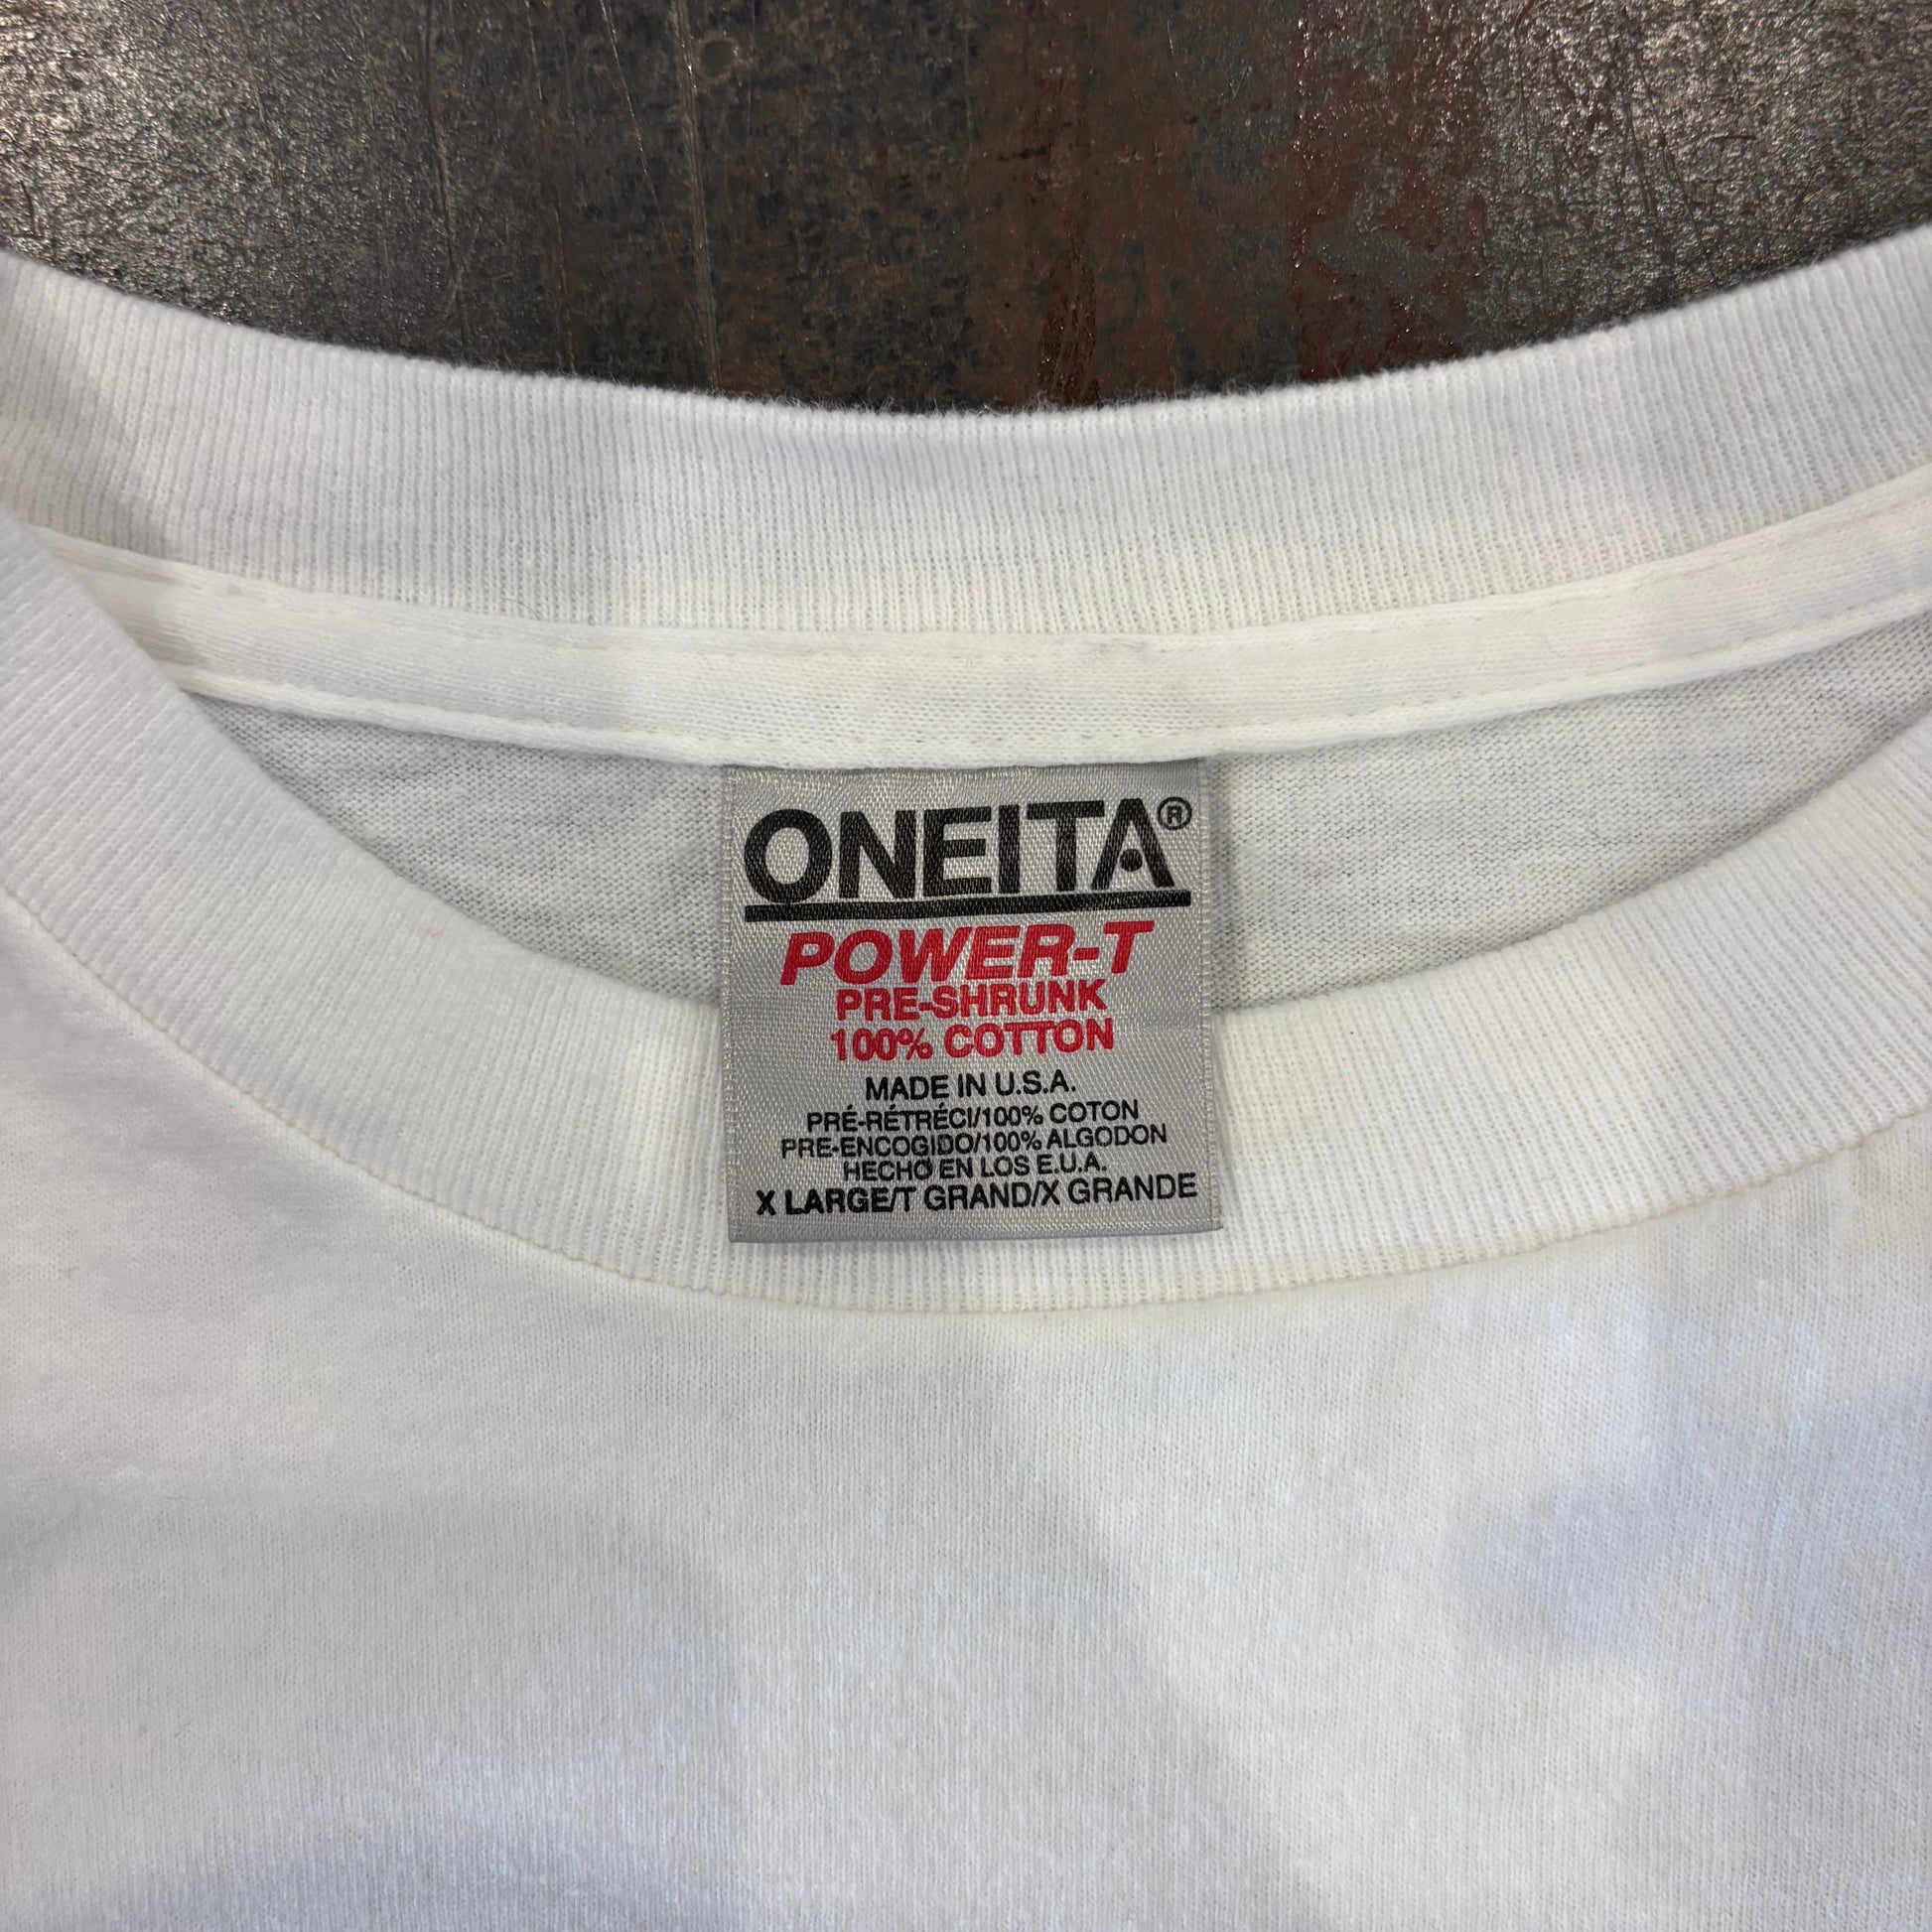 ONEITA®
POWER-T
PRE-SHRUNK
100% COTTON
MADE IN U.S.A.
PRÉ-RÉTRÉCI/100% COTON
PRE-ENCOGIDO/100% ALGODON
HECHO EN LOS E.U.A.
X LARGE/T GRAND/X GRANDE